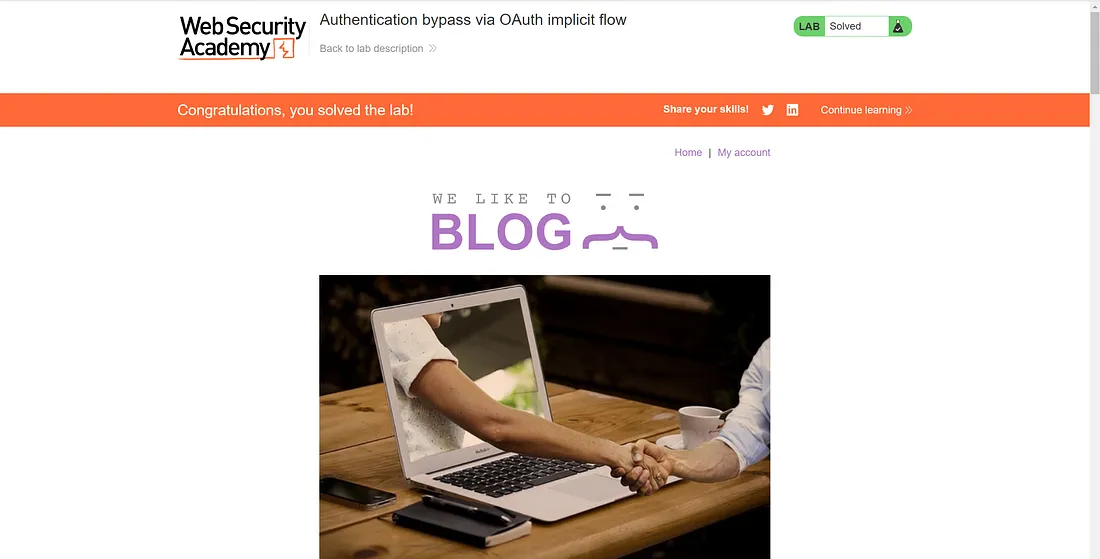 Web Security
Academy
Authentication bypass via OAuth implicit flow
Back to lab description
LAB Solved
Congratulations, you solved the lab!
Share your skills!
Continue learning
Home | My account
WE LIKE TO
BLOG